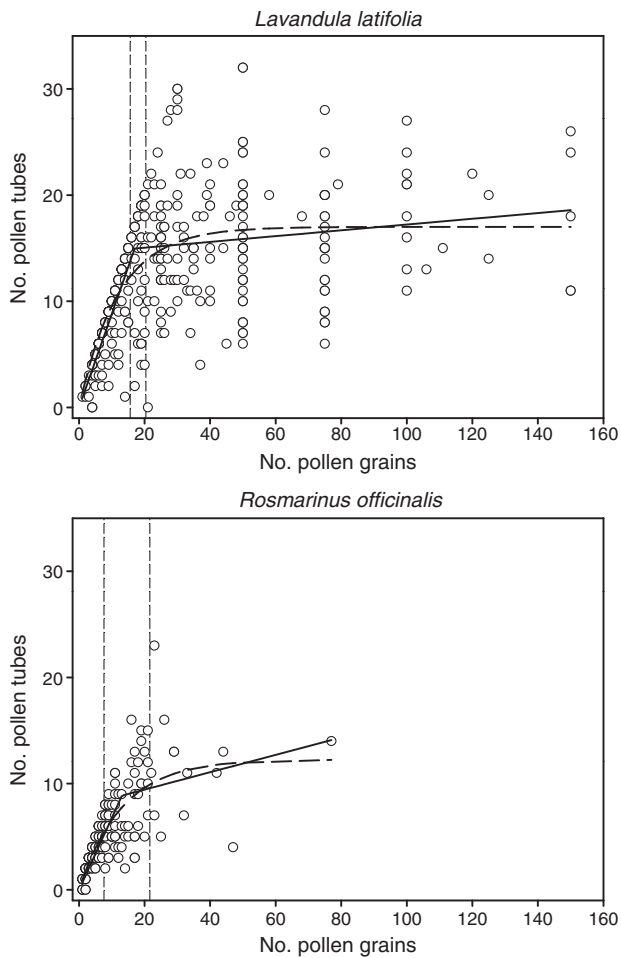 Lavandula latifolia
30
20
10
0
No. pollen tubes
0 20 40 60 80 100 120 140 160
No. pollen grains
Rosmarinus officinalis
30
20
10
0
No. pollen tubes
0 20 40 60 80 100 120 140 160
No. pollen grains